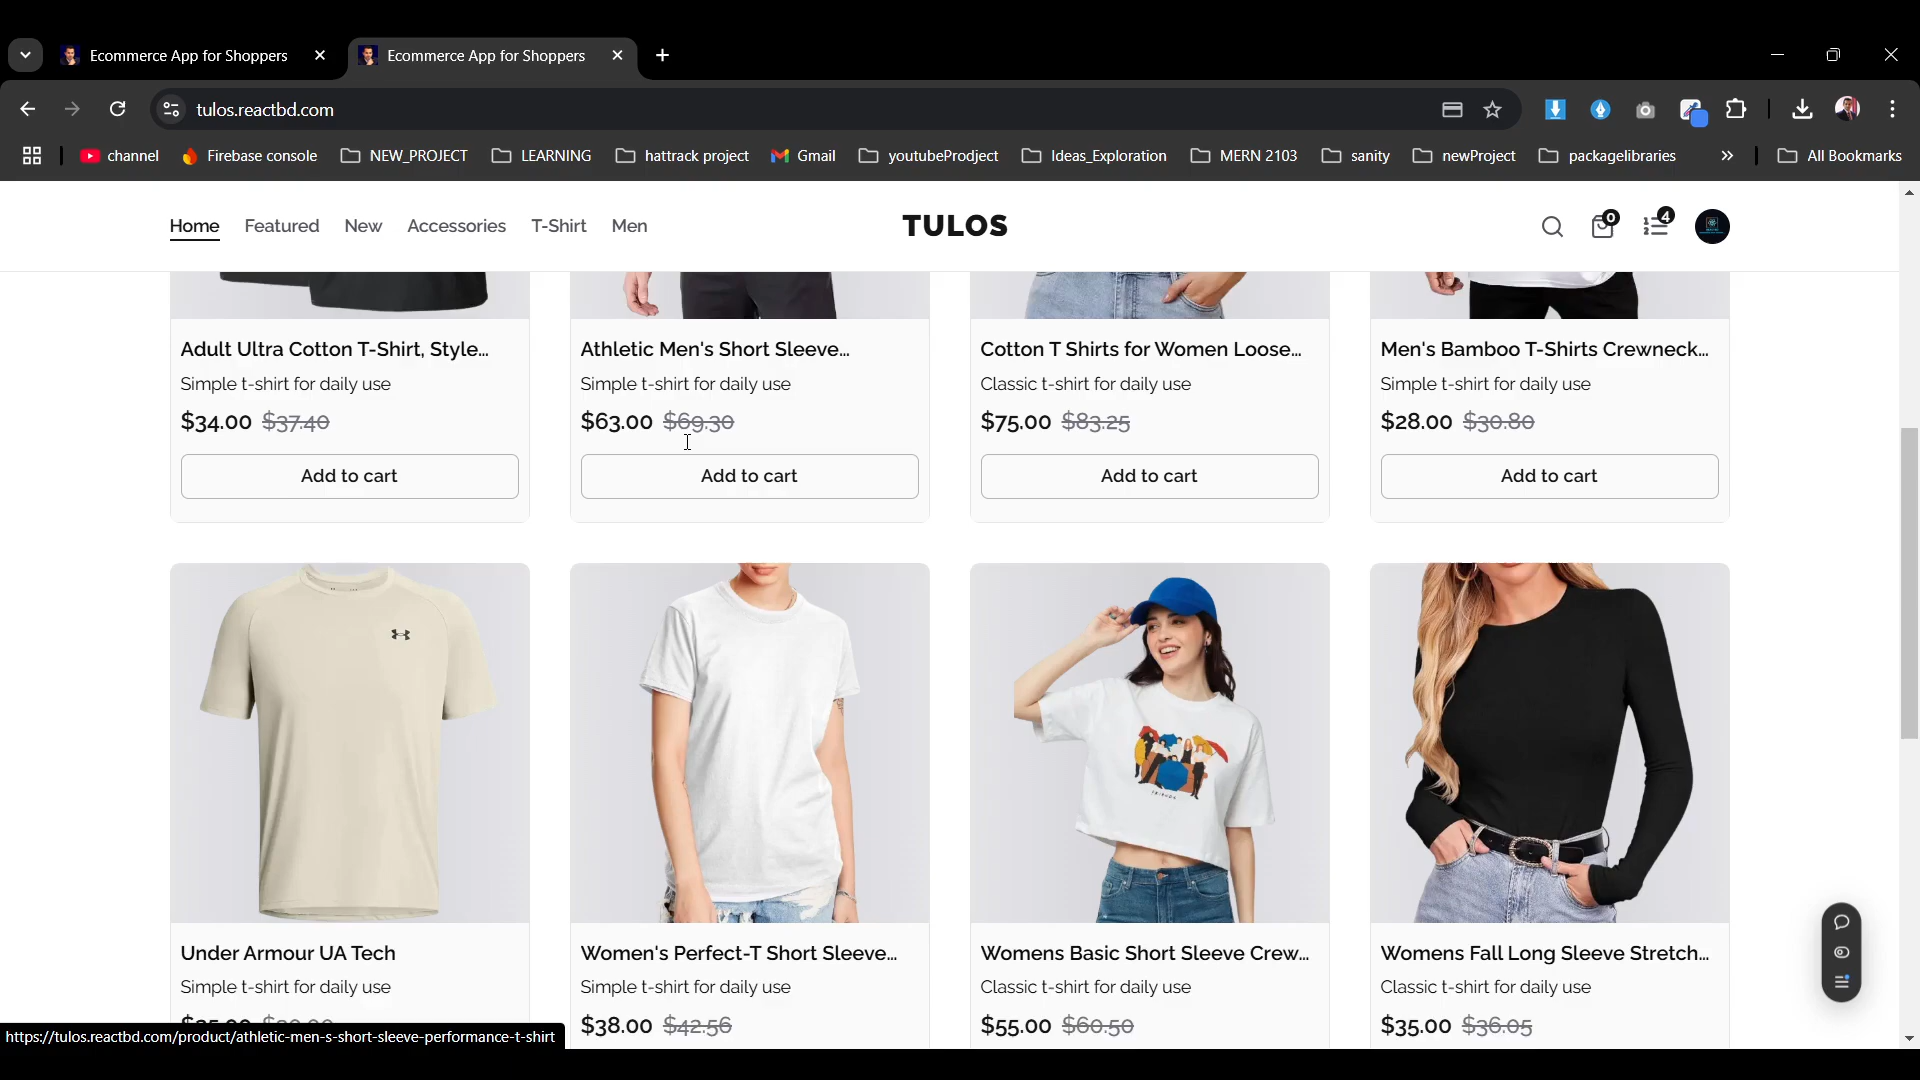 Ecommerce App for Shoppers
Ecommerce App for Shoppers
tulos.reactbd.com
channel
Firebase console
NEW_PROJECT
LEARNING
hattrack project
Gmail
youtubeProdject
Ideas_Exploration
MERN 2103
sanity
newProject
packagelibraries
All Bookmarks
Home Featured New Accessories T-Shirt Men
TULOS
0
4
Adult Ultra Cotton T-Shirt, Style...
Simple t-shirt for daily use
$34.00 $37.40
Add to cart
Athletic Men's Short Sleeve...
Simple t-shirt for daily use
$63.00 $69.30
Add to cart
Cotton T Shirts for Women Loose...
Classic t-shirt for daily use
$75.00 $83.25
Add to cart
Men's Bamboo T-Shirts Crewneck...
Simple t-shirt for daily use
$28.00 $30.80
Add to cart
FRIENDS
Under Armour UA Tech
Simple t-shirt for daily use
Women's Perfect-T Short Sleeve...
Simple t-shirt for daily use
$38.00 $42.56
Womens Basic Short Sleeve Crew...
Classic t-shirt for daily use
$55.00 $60.50
Womens Fall Long Sleeve Stretch...
Classic t-shirt for daily use
$35.00 $36.05
https://tulos.reactbd.com/product/athletic-men-s-short-sleeve-performance-t-shirt